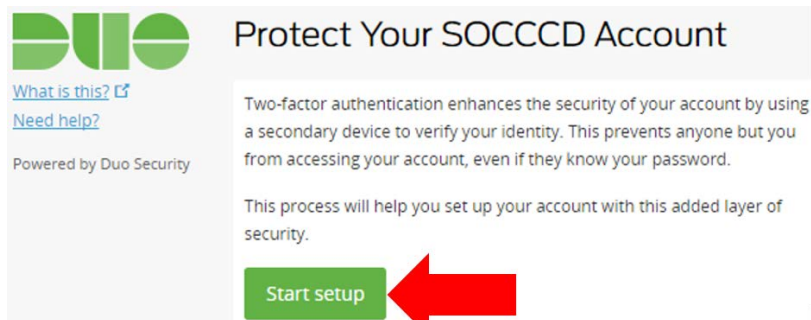 DUO
Protect Your SOCCCD Account
What is this?
Need help?
Powered by Duo Security
Two-factor authentication enhances the security of your account by using
a secondary device to verify your identity. This prevents anyone but you
from accessing your account, even if they know your password.
This process will help you set up your account with this added layer of
security.
Start setup